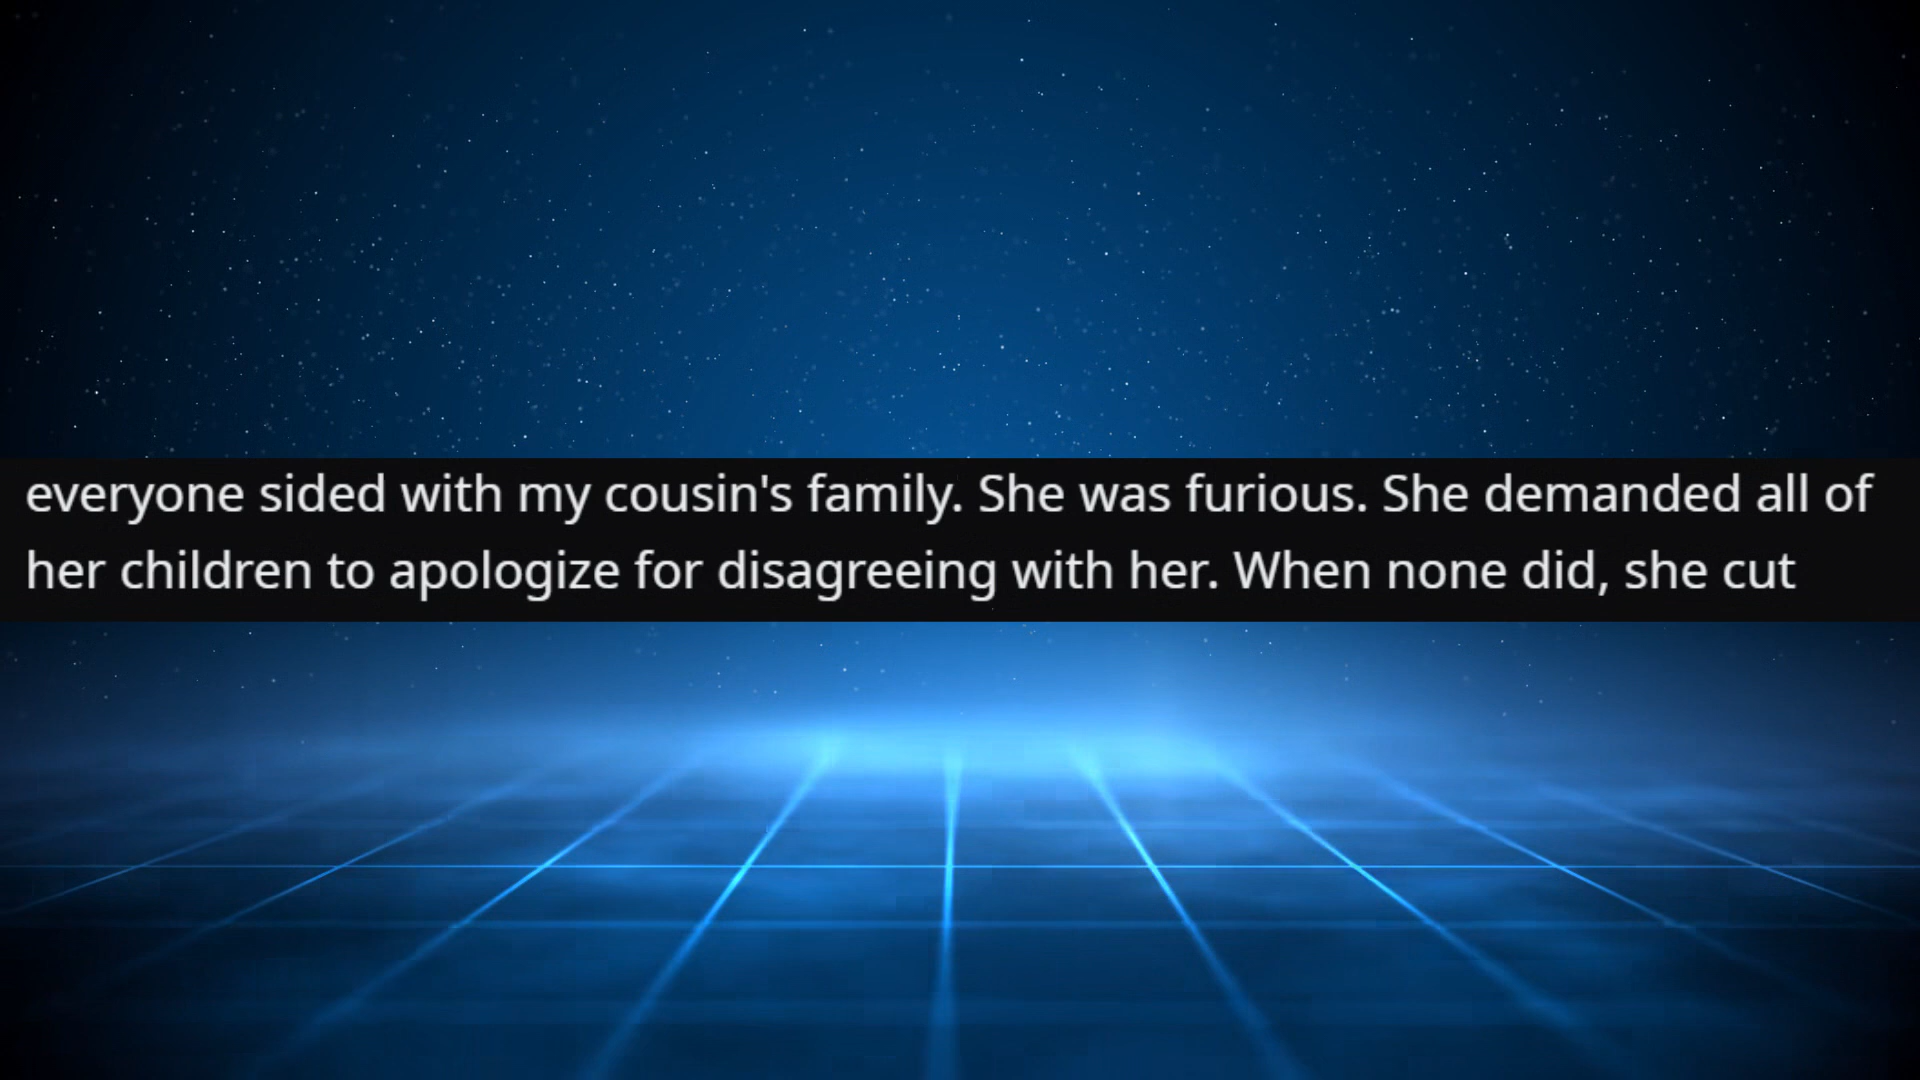 everyone sided with my cousin's family. She was furious. She demanded all of
her children to apologize for disagreeing with her. When none did, she cut